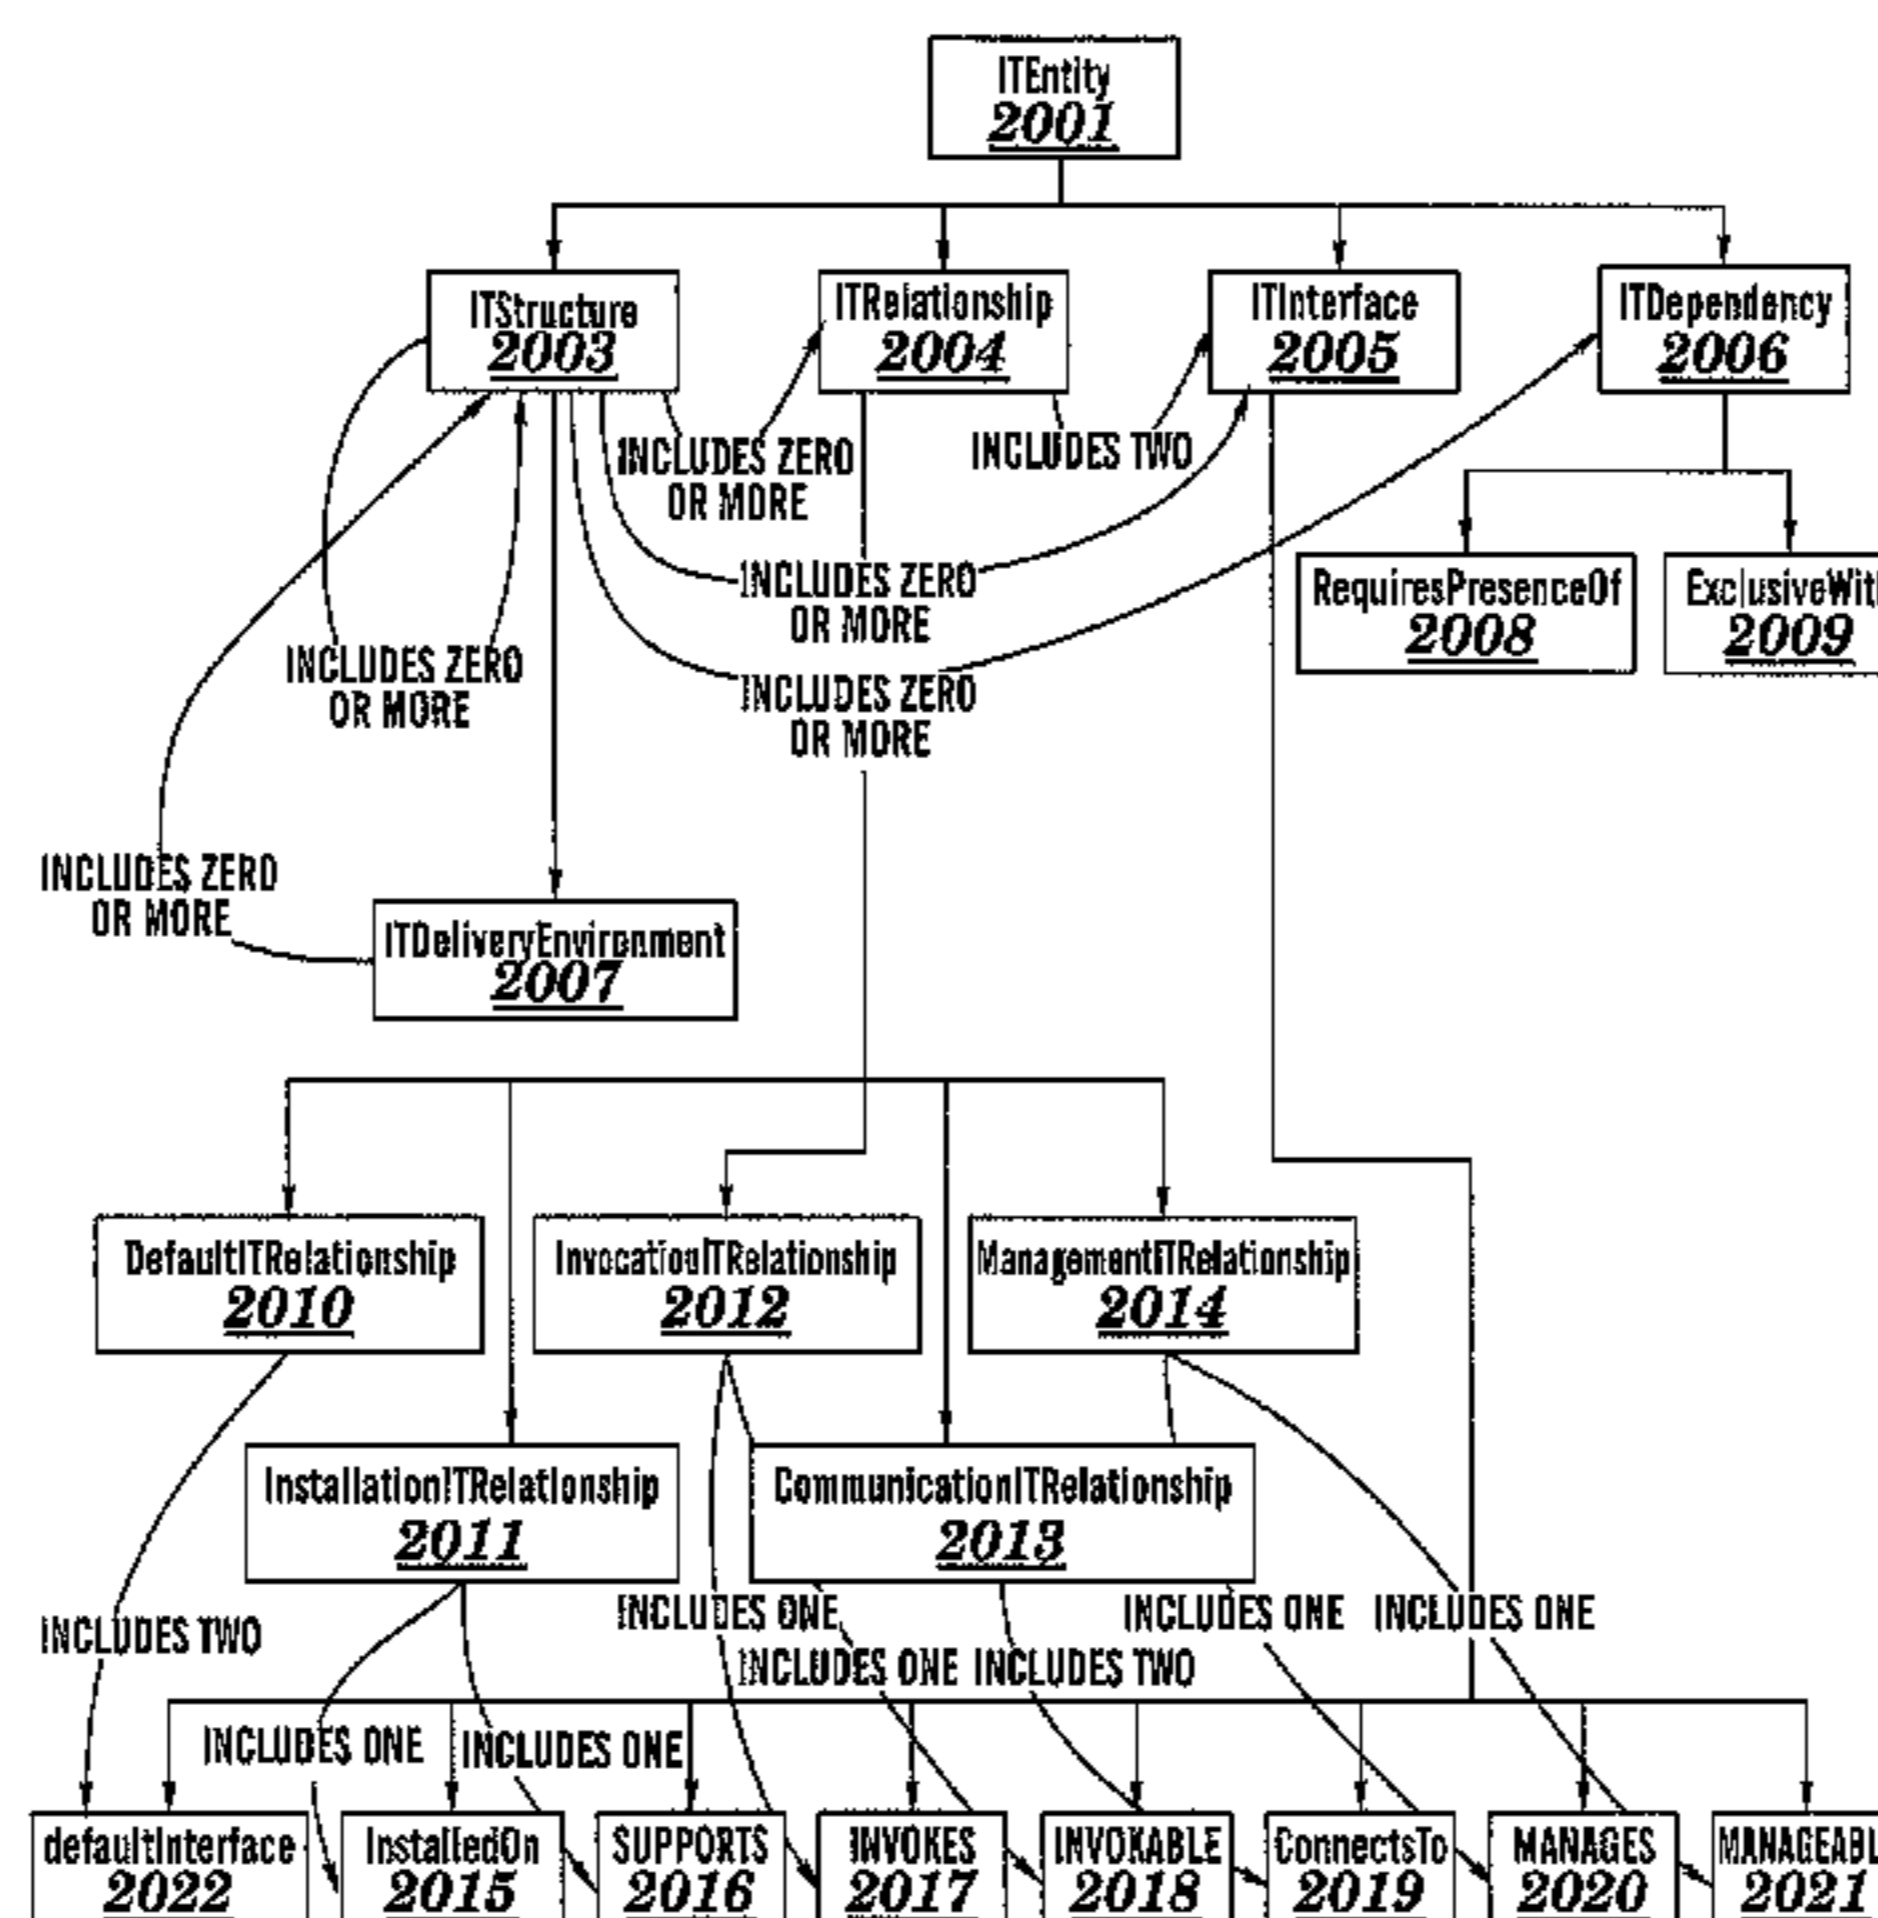 ITEntity
2001
ITStructure
2003
ITRelationship
2004
ITInterface
2005
ITDependency
2006
INCLUDES ZERO
OR MORE
INCLUDES TWO
INCLUDES ZERO
OR MORE
RequiresPresenceOf
2008
ExclusiveWit
2009
INCLUDES ZERO
OR MORE
INCLUDES ZERO
OR MORE
INCLUDES ZERO
OR MORE
ITDeliveryEnvironment
2007
DefaultITRelationship
2010
InvocationITRelationship
2012
ManagementITRelationship
2014
InstallationITRelationship
2011
CommunicationITRelationship
2013
INCLUDES TWO
INCLUDES ONE
INCLUDES ONE
INCLUDES ONE
INCLUDES ONE
INCLUDES TWO
INCLUDES ONE
INCLUDES ONE
defaultInterface
2022
InstalledOn
2015
SUPPORTS
2016
INVOKES
2017
INVOKABLE
2018
ConnectsTo
2019
MANAGES
2020
MANAGEABL
2021